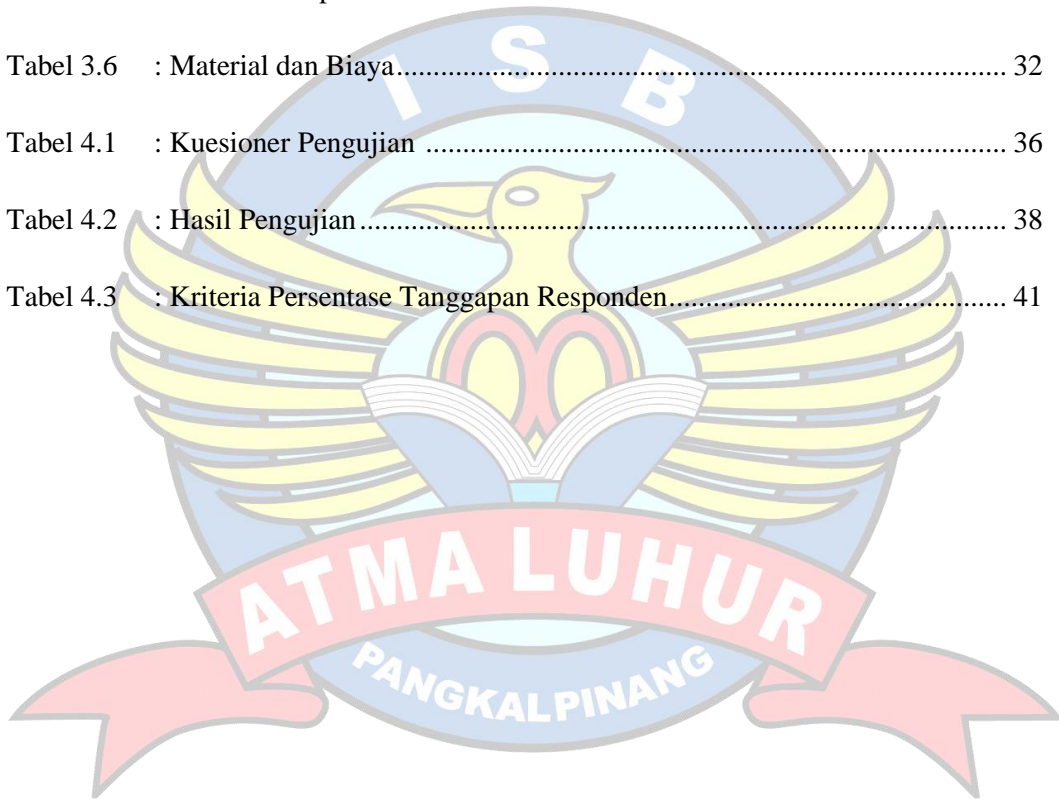 Tabel 3.6 : Material dan Biaya........................................................................ 32
Tabel 4.1 : Kuesioner Pengujian ..................................................................... 36
Tabel 4.2 : Hasil Pengujian............................................................................. 38
Tabel 4.3 : Kriteria Persentase Tanggapan Responden.................................... 41
I S B
ATMA LUHUR
PANGKALPINANG